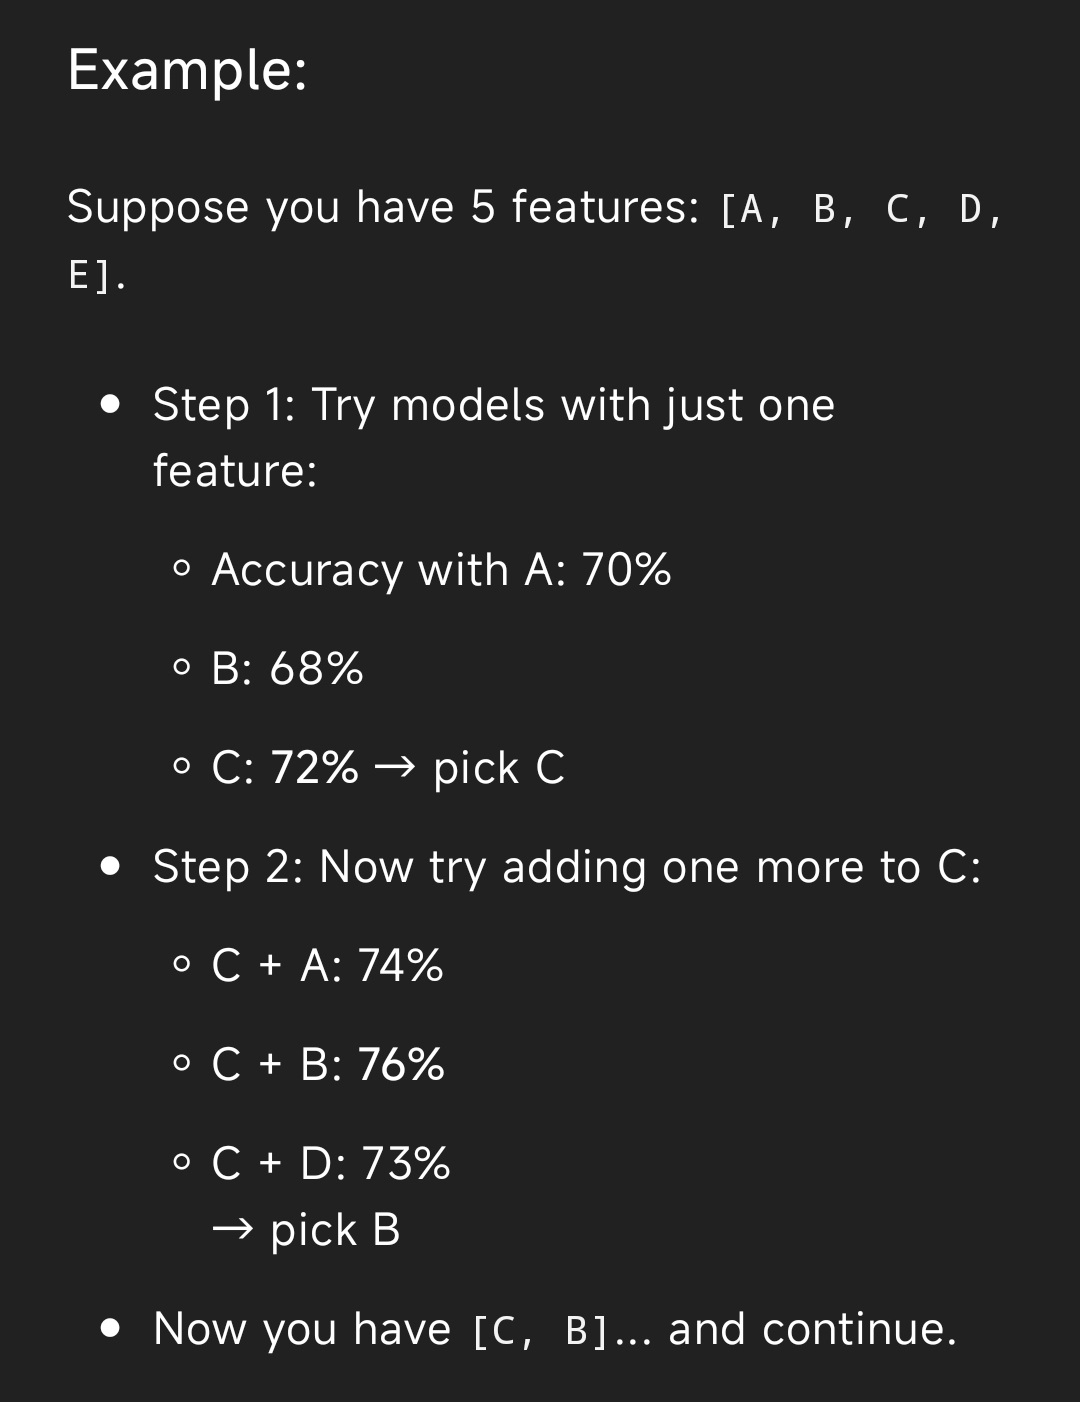 Example:
Suppose you have 5 features: [A, B, C, D,
E].
• Step 1: Try models with just one
feature:
◦ Accuracy with A: 70%
◦ B: 68%
◦ C: 72% → pick C
• Step 2: Now try adding one more to C:
◦ C + A: 74%
◦ C + B: 76%
◦ C + D: 73%
→ pick B
• Now you have [C, B]... and continue.